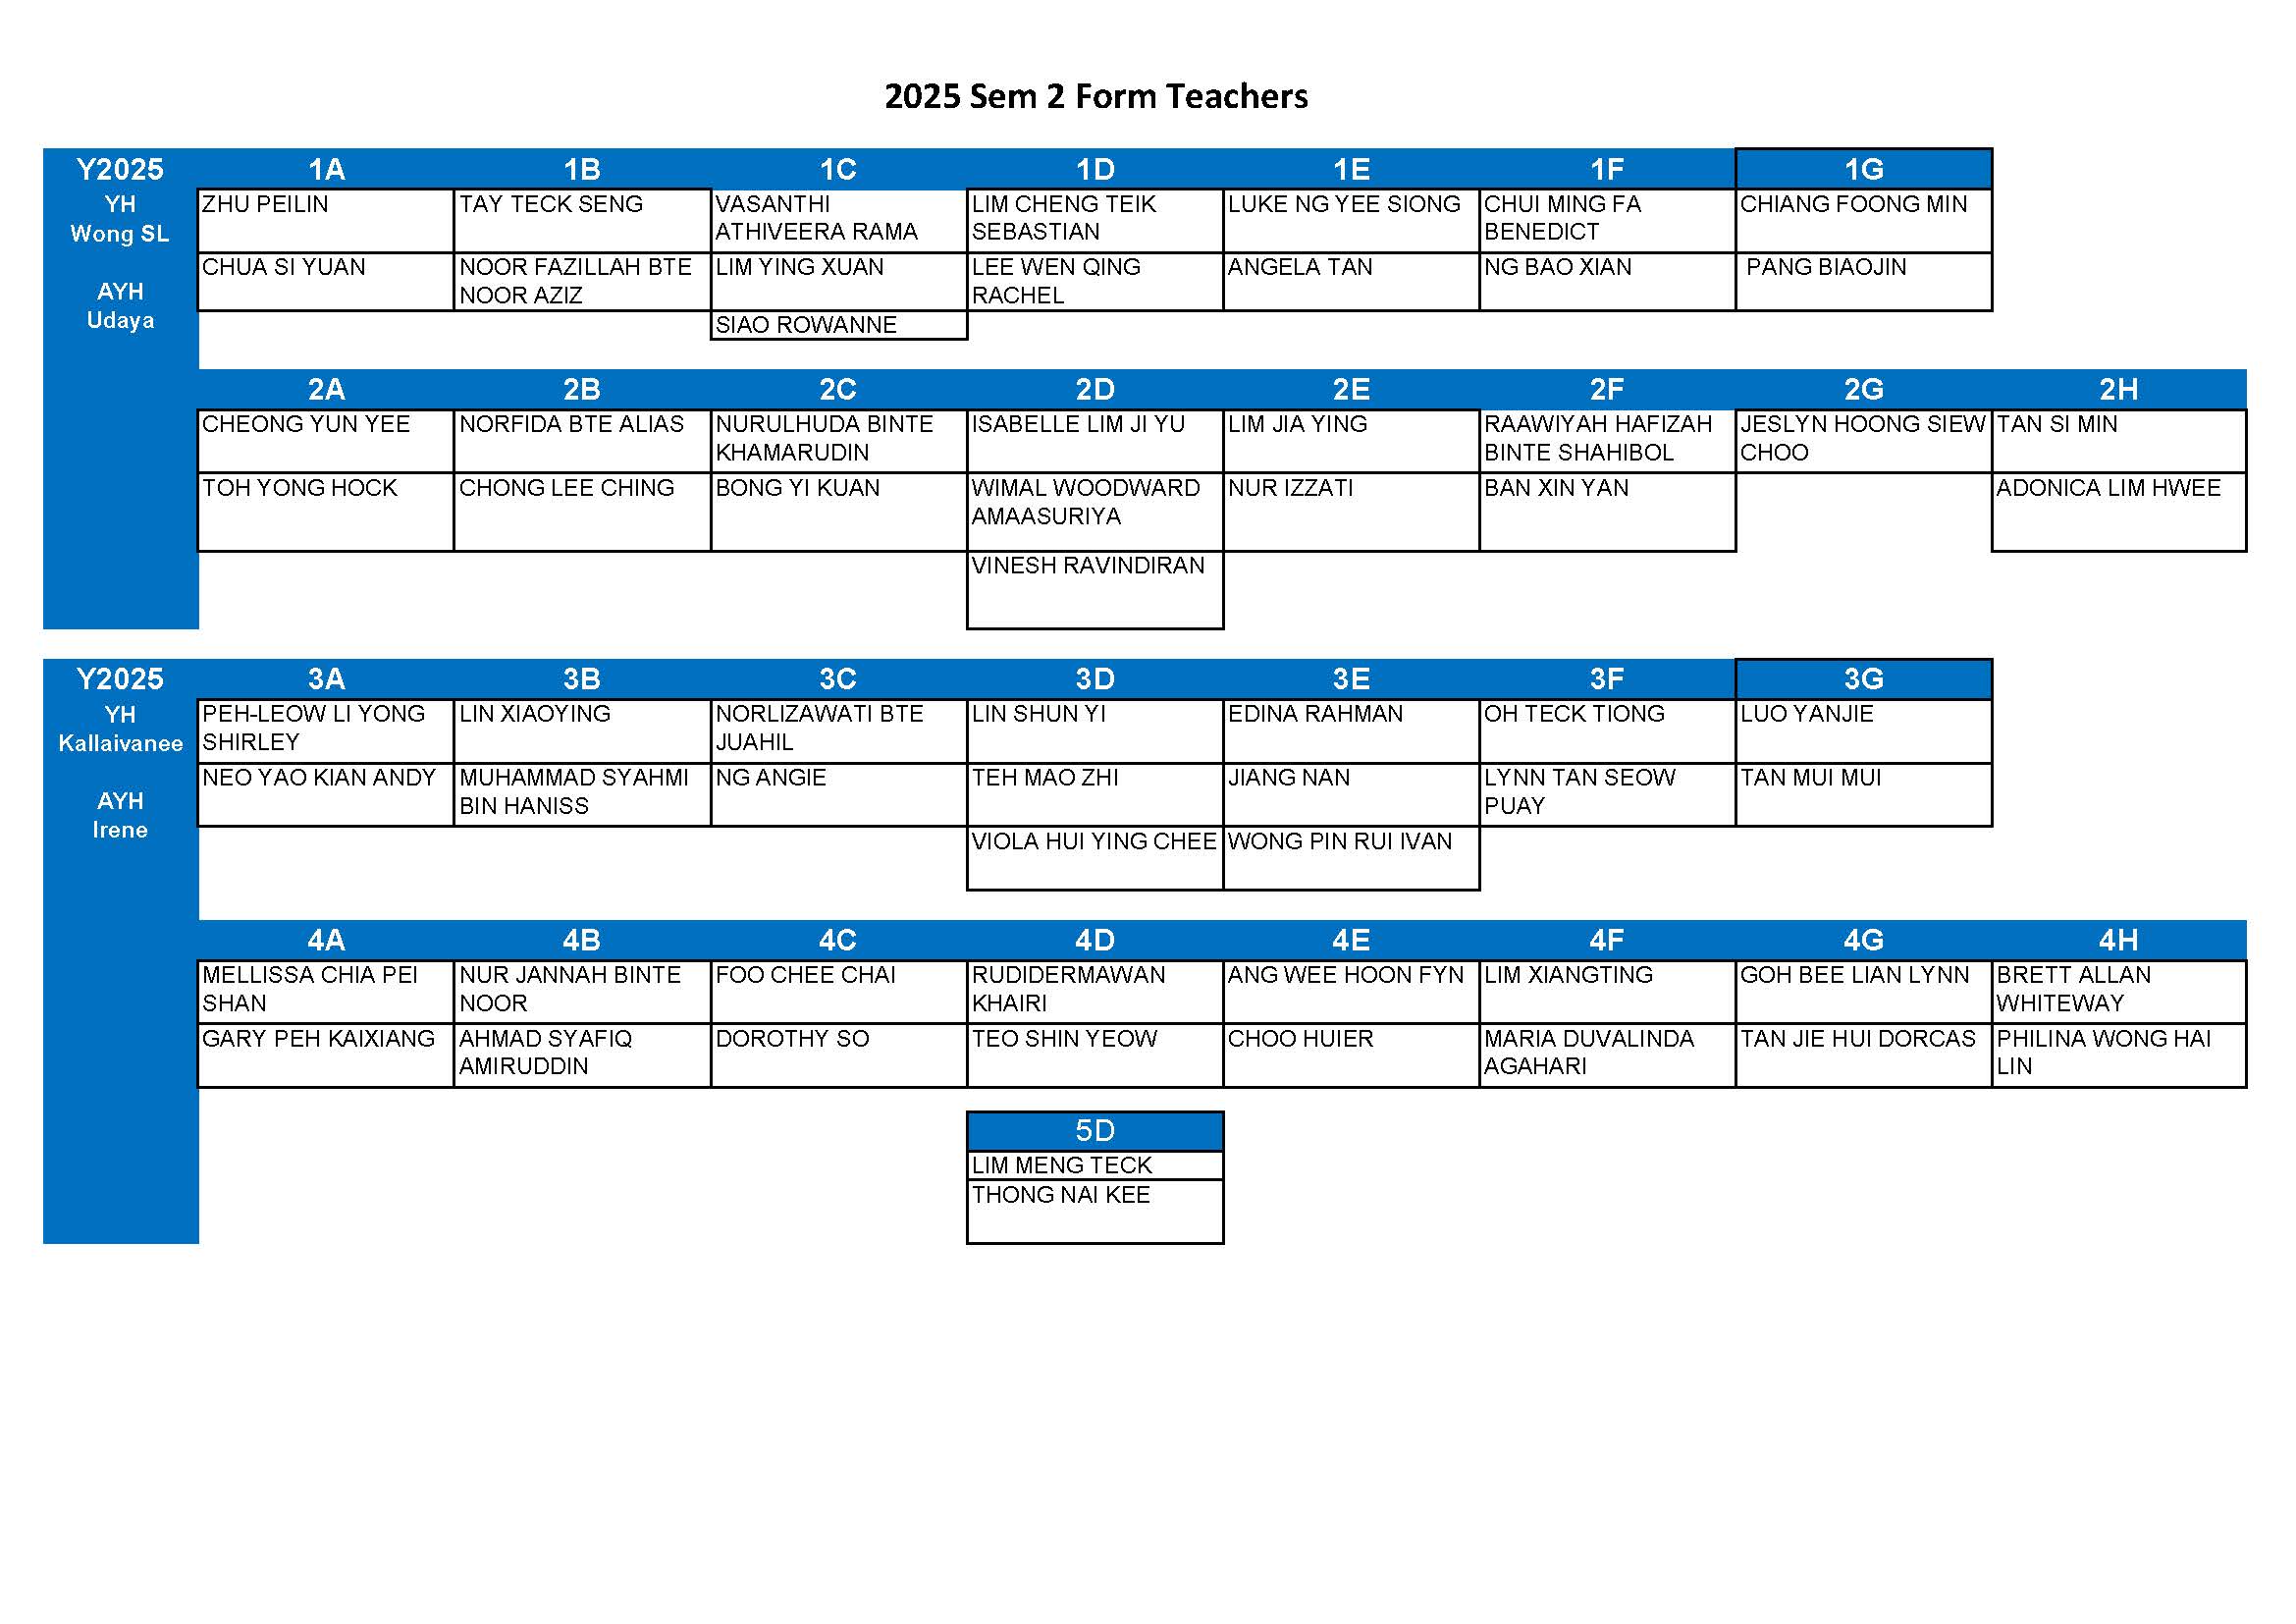 2025 Sem 2 Form Teachers
Y2025 1A 1B 1C 1D 1E 1F 1G
YH
Wong SL
AYH
Udaya
ZHU PEILIN
TAY TECK SENG
VASANTHI
ATHIVEERA RAMA
LIM CHENG TEIK
SEBASTIAN
LUKE NG YEE SIONG
CHUI MING FA
BENEDICT
CHIANG FOONG MIN
CHUA SI YUAN
NOOR FAZILLAH BTE
NOOR AZIZ
LIM YING XUAN
LEE WEN QING
RACHEL
ANGELA TAN
NG BAO XIAN
PANG BIAOJIN
SIAO ROWANNE
2A 2B 2C 2D 2E 2F 2G 2H
CHEONG YUN YEE
NORFIDA BTE ALIAS
NURULHUDA BINTE
KHAMARUDIN
ISABELLE LIM JI YU
LIM JIA YING
RAAWIYAH HAFIZAH
BINTE SHAHIBOL
JESLYN HOONG SIEW
CHOO
TAN SI MIN
TOH YONG HOCK
CHONG LEE CHING
BONG YI KUAN
WIMAL WOODWARD
AMAASURIYA
NUR IZZATI
BAN XIN YAN
ADONICA LIM HWEE
VINESH RAVINDIRAN
Y2025 3A 3B 3C 3D 3E 3F 3G
YH
Kallaivanee
AYH
Irene
PEH-LEOW LI YONG
SHIRLEY
LIN XIAOYING
NORLIZAWATI BTE
JUAHIL
LIN SHUN YI
EDINA RAHMAN
OH TECK TIONG
LUO YANJIE
NEO YAO KIAN ANDY
MUHAMMAD SYAHMI
BIN HANISS
NG ANGIE
TEH MAO ZHI
JIANG NAN
LYNN TAN SEOW
PUAY
TAN MUI MUI
VIOLA HUI YING CHEE
WONG PIN RUI IVAN
4A 4B 4C 4D 4E 4F 4G 4H
MELLISSA CHIA PEI
SHAN
NUR JANNAH BINTE
NOOR
FOO CHEE CHAI
RUDIDERMAWAN
KHAIRI
ANG WEE HOON FYN
LIM XIANGTING
GOH BEE LIAN LYNN
BRETT ALLAN
WHITEWAY
GARY PEH KAIXIANG
AHMAD SYAFIQ
AMIRUDDIN
DOROTHY SO
TEO SHIN YEOW
CHOO HUIER
MARIA DUVALINDA
AGAHARI
TAN JIE HUI DORCAS
PHILINA WONG HAI
LIN
5D
LIM MENG TECK
THONG NAI KEE